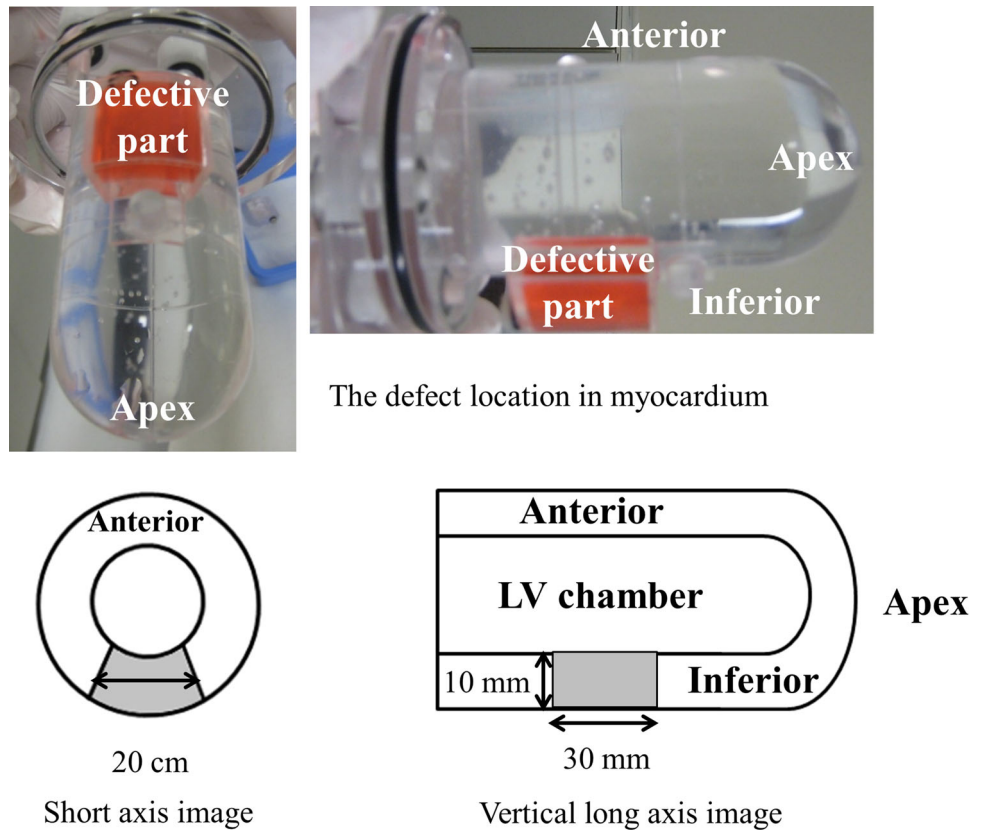 Defective
part
Apex
Anterior
Apex
Defective
part
Inferior
The defect location in myocardium
Anterior
20 cm
Short axis image
Anterior
LV chamber
Apex
10 mm
Inferior
30 mm
Vertical long axis image